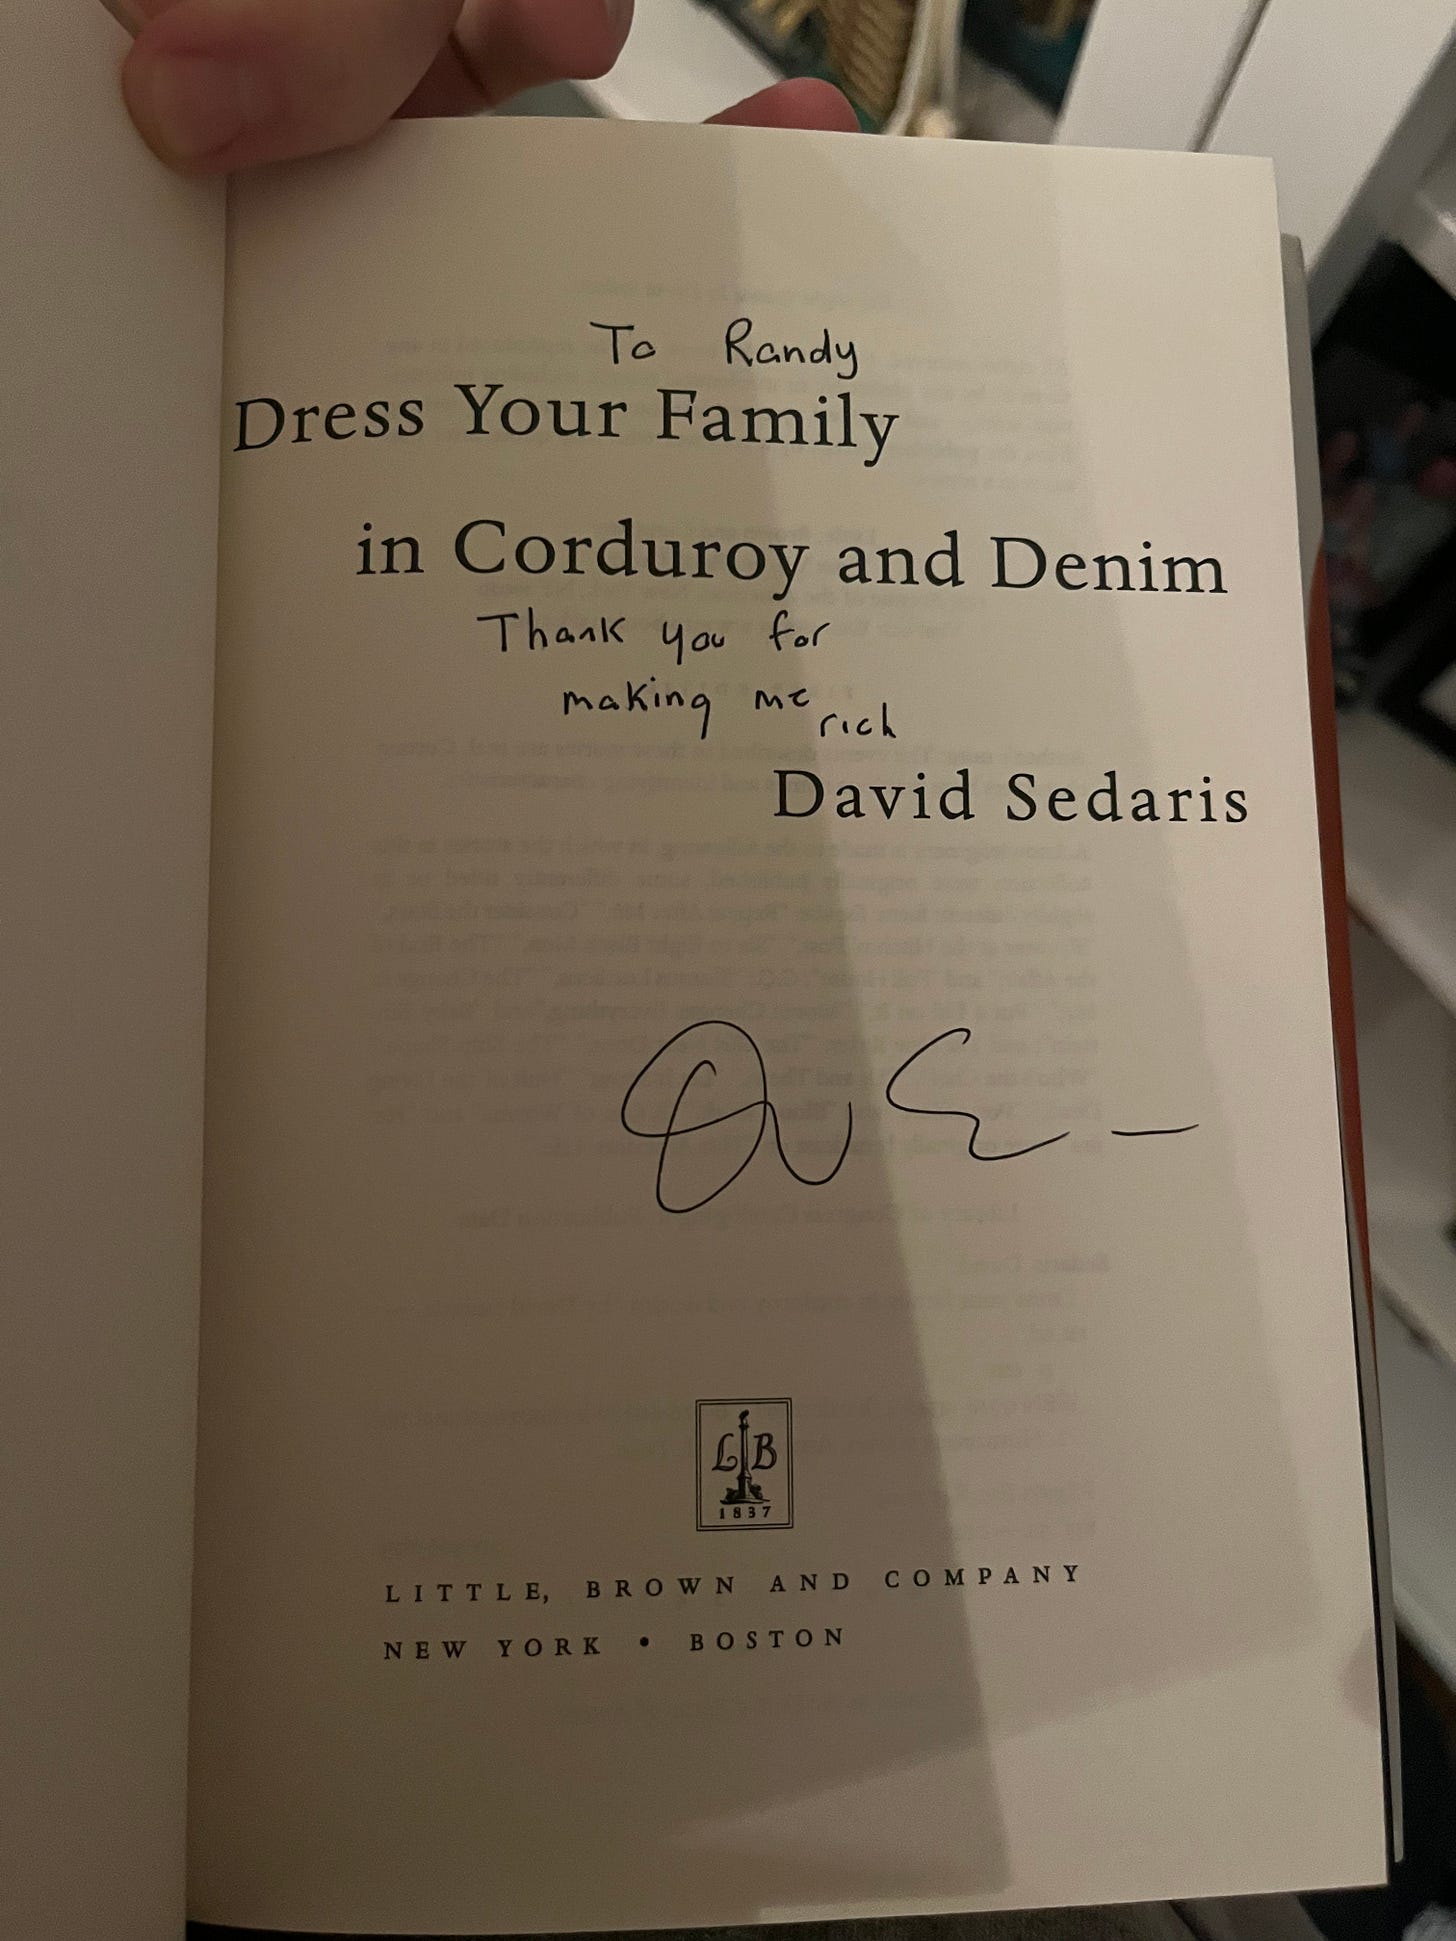 To Randy
Dress Your Family
in Corduroy and Denim
Thank you for
making me rich
David Sedaris
L B
1837
LITTLE, BROWN AND COMPANY
NEW YORK • BOSTON